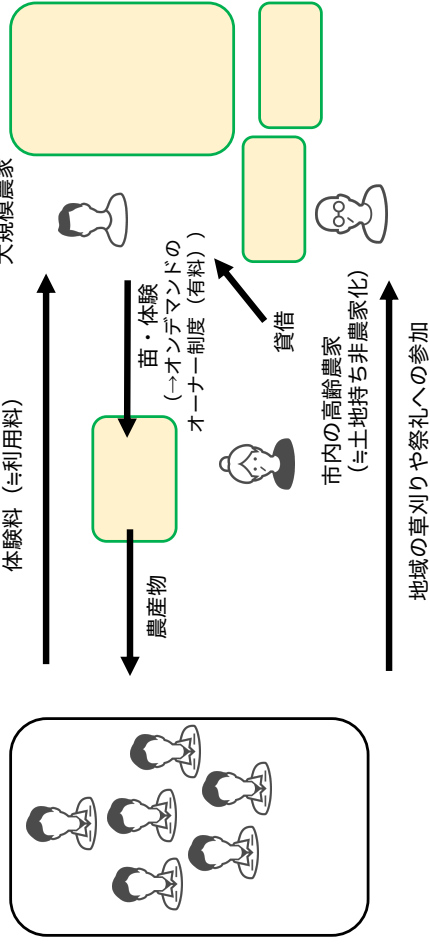 大規模農家
体験料（≒利用料）
苗・体験
（→オンデマンドの
オーナー制度（有料））
農産物
貸借
市内の高齢農家
（≒土地持ち非農家化）
地域の草刈りや祭礼への参加